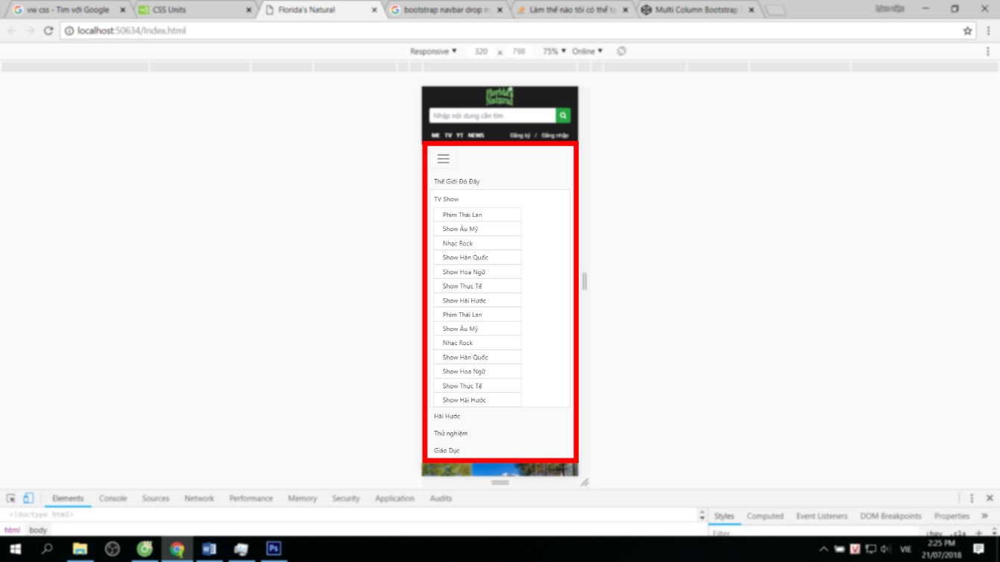 vw css - Tìm với Google
CSS Units
Florida's Natural
bootstrap navbar drop m
Làm thế nào tôi có thể tạ
Multi Column Bootstrap
localhost:50634/Index.html
Responsive ▼ 320 x 798 75% ▼ Online ▼
Florida's
Natural
Nhập nội dung cần tìm
ME TV YT NEWS Đăng ký / Đăng nhập
Thế Giới Đó Đây
TV Show
Phim Thái Lan
Show Âu Mỹ
Nhạc Rock
Show Hàn Quốc
Show Hoa Ngữ
Show Thực Tế
Show Hài Hước
Phim Thái Lan
Show Âu Mỹ
Nhạc Rock
Show Hàn Quốc
Show Hoa Ngữ
Show Thực Tế
Show Hài Hước
Hài Hước
Thử nghiệm
Giáo Dục
Elements Console Sources Network Performance Memory Security Application Audits
<!doctype html>
html body
Styles Computed Event Listeners DOM Breakpoints Properties »
Filter :hov .cls +
VIE
2:25 PM
21/07/2018